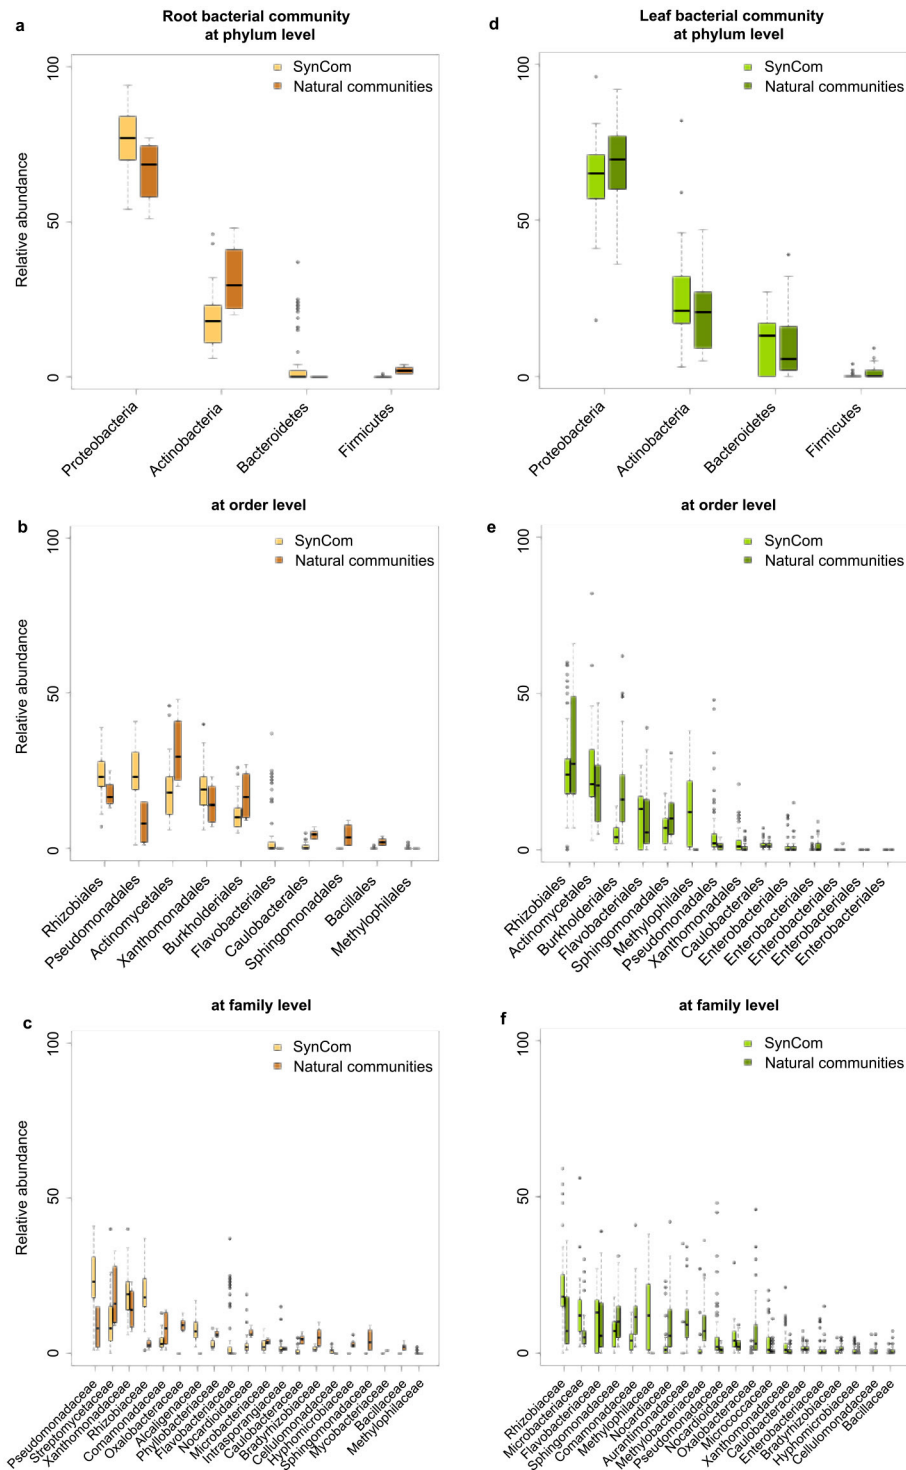 a
Root bacterial community
at phylum level
100
50
0
Relative abundance
SynCom
Natural communities
Proteobacteria
Actinobacteria
Bacteroidetes
Firmicutes
d
Leaf bacterial community
at phylum level
100
50
0
SynCom
Natural communities
Proteobacteria
Actinobacteria
Bacteroidetes
Firmicutes
b
at order level
100
50
0
Relative abundance
SynCom
Natural communities
Rhizobiales
Pseudomonadales
Actinomycetales
Xanthomonadales
Burkholderiales
Flavobacteriales
Caulobacterales
Sphingomonadales
Bacillales
Methylophilales
e
at order level
100
50
0
SynCom
Natural communities
Rhizobiales
Actinomycetales
Burkholderiales
Flavobacteriales
Sphingomonadales
Methylophilales
Pseudomonadales
Xanthomonadales
Caulobacterales
Enterobacteriales
Enterobacteriales
Enterobacteriales
Enterobacteriales
Enterobacteriales
c
at family level
100
50
0
Relative abundance
SynCom
Natural communities
Pseudomonadaceae
Streptomycetaceae
Xanthomonadaceae
Rhizobiaceae
Comamonadaceae
Oxalobacteraceae
Alcaligenaceae
Phyllobacteriaceae
Flavobacteriaceae
Nocardioidaceae
Microbacteriaceae
Intrasporangiaceae
Caulobacteraceae
Bradyrhizobiaceae
Cellulomonadaceae
Hyphomicrobiaceae
Sphingomonadaceae
Mycobacteriaceae
Bacillaceae
Methylophilaceae
f
at family level
100
50
0
SynCom
Natural communities
Rhizobiaceae
Microbacteriaceae
Flavobacteriaceae
Sphingomonadaceae
Comamonadaceae
Methylophilaceae
Nocardiaceae
Aurantimonadaceae
Methylobacteriaceae
Pseudomonadaceae
Nocardioidaceae
Oxalobacteraceae
Micrococcaceae
Xanthomonadaceae
Caulobacteraceae
Enterobacteriaceae
Bradyrhizobiaceae
Hyphomicrobiaceae
Cellulomonadaceae
Bacillaceae